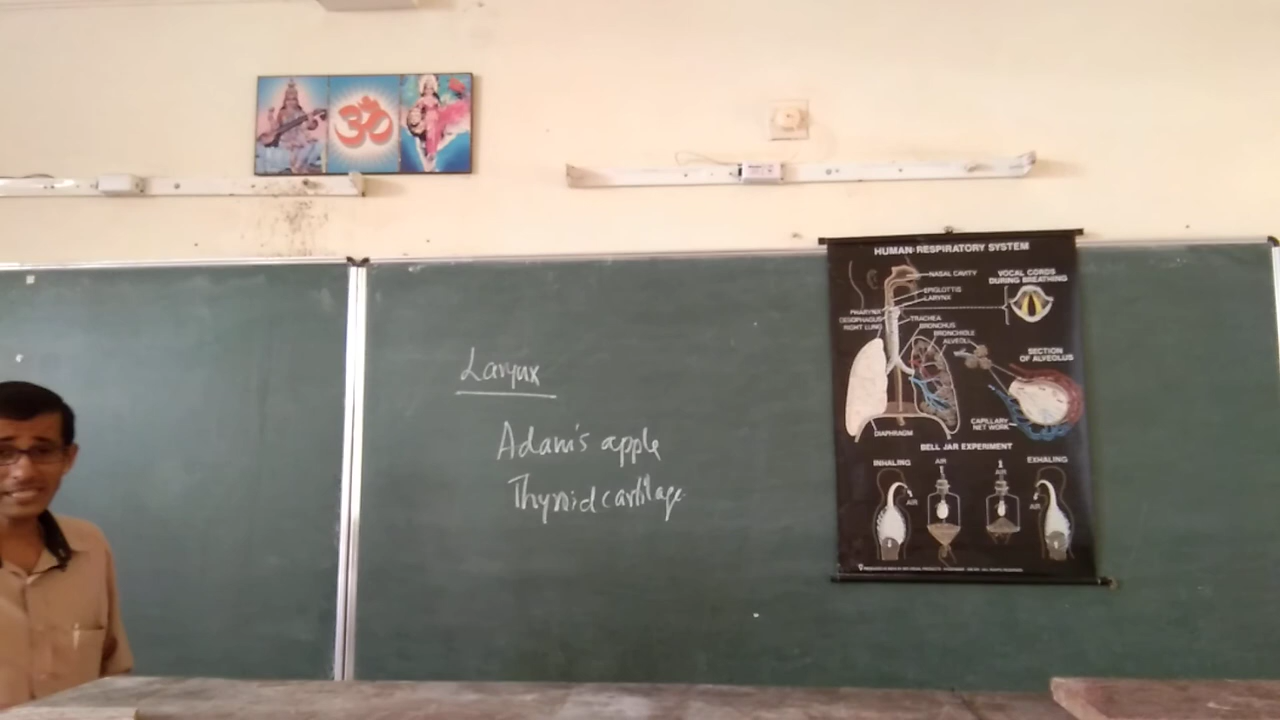 ॐ
HUMAN RESPIRATORY SYSTEM
NASAL CAVITY
VOCAL CORDS
DURING BREATHING
EPIGLOTTIS
LARYNX
PHARYNX
OESOPHAGUS
RIGHT LUNG
TRACHEA
BRONCHUS
BRONCHIOLE
ALVEOLI
SECTION
OF ALVEOLUS
CAPILLARY
NET WORK
DIAPHRAGM
BELL JAR EXPERIMENT
INHALING
AIR
AIR
EXHALING
AIR
AIR
Larynx
Adam's apple
Thyroid cartilage